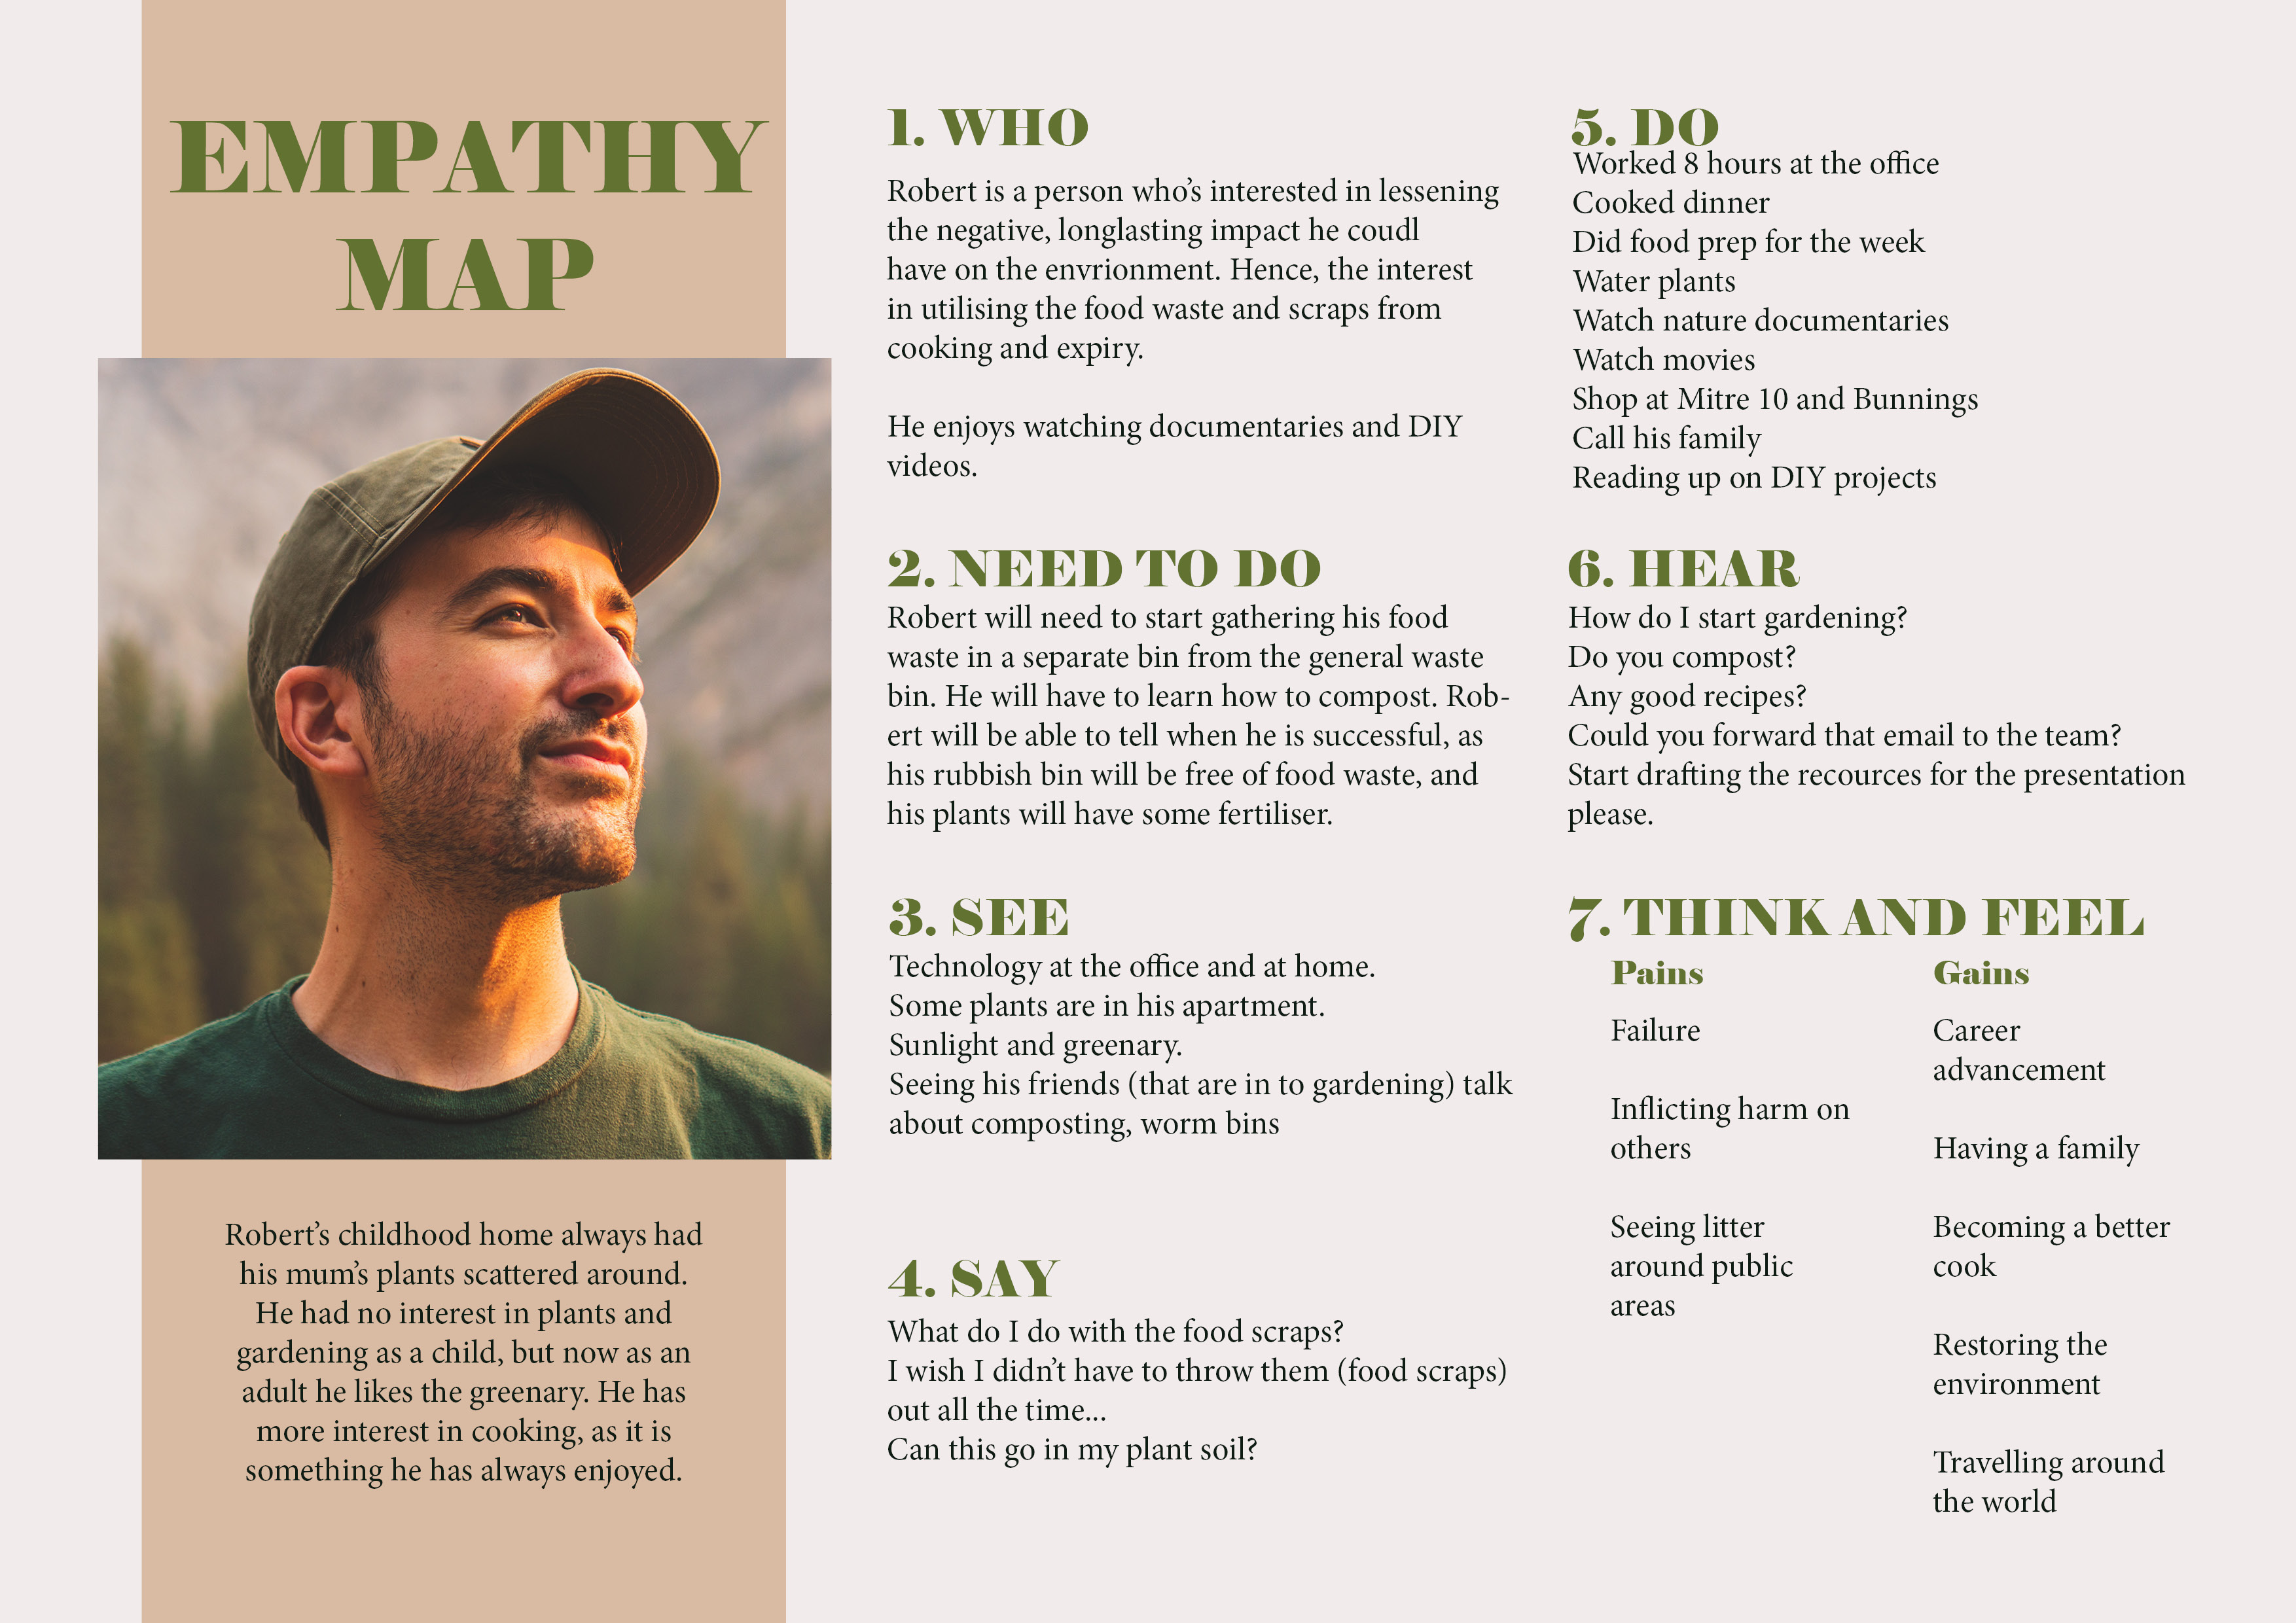 EMPATHY
MAP
Robert’s childhood home always had
his mum’s plants scattered around.
He had no interest in plants and
gardening as a child, but now as an
adult he likes the greenary. He has
more interest in cooking, as it is
something he has always enjoyed.
1. WHO
Robert is a person who’s interested in lessening
the negative, longlasting impact he coudl
have on the envrionment. Hence, the interest
in utilising the food waste and scraps from
cooking and expiry.
He enjoys watching documentaries and DIY
videos.
2. NEED TO DO
Robert will need to start gathering his food
waste in a separate bin from the general waste
bin. He will have to learn how to compost. Rob-
ert will be able to tell when he is successful, as
his rubbish bin will be free of food waste, and
his plants will have some fertiliser.
3. SEE
Technology at the office and at home.
Some plants are in his apartment.
Sunlight and greenary.
Seeing his friends (that are in to gardening) talk
about composting, worm bins
4. SAY
What do I do with the food scraps?
I wish I didn’t have to throw them (food scraps)
out all the time...
Can this go in my plant soil?
5. DO
Worked 8 hours at the office
Cooked dinner
Did food prep for the week
Water plants
Watch nature documentaries
Watch movies
Shop at Mitre 10 and Bunnings
Call his family
Reading up on DIY projects
6. HEAR
How do I start gardening?
Do you compost?
Any good recipes?
Could you forward that email to the team?
Start drafting the recources for the presentation
please.
7. THINK AND FEEL
Pains
Failure
Inflicting harm on
others
Seeing litter
around public
areas
Gains
Career
advancement
Having a family
Becoming a better
cook
Restoring the
environment
Travelling around
the world